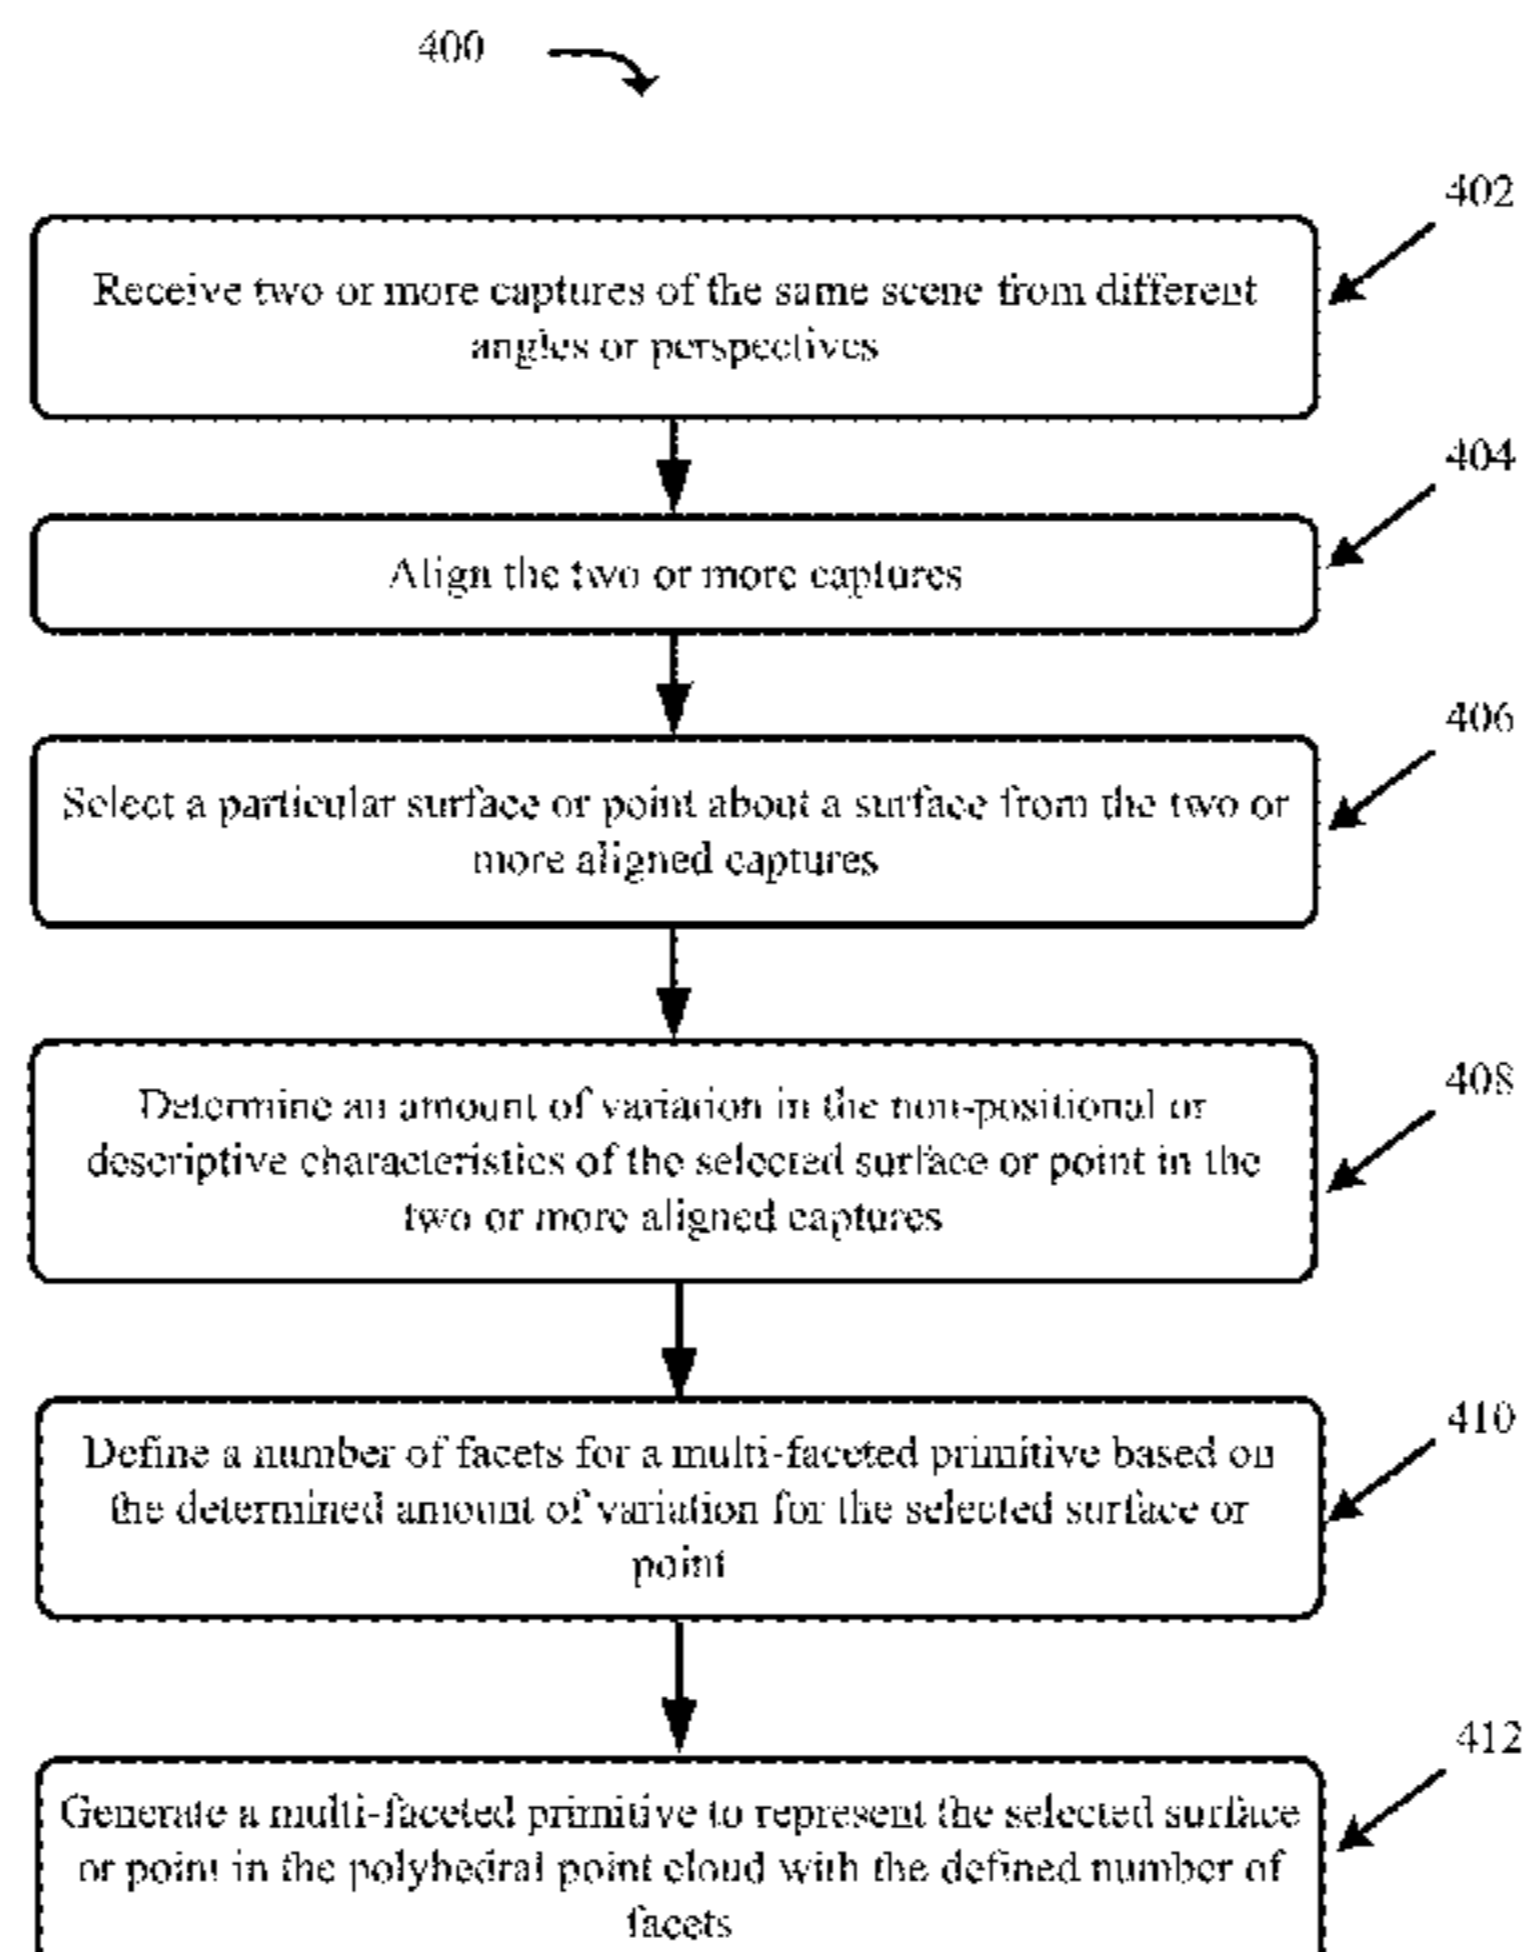 400
402
Receive two or more captures of the same scene from different
angles or perspectives
404
Align the two or more captures
406
Select a particular surface or point about a surface from the two or
more aligned captures
408
Determine an amount of variation in the non-positional or
descriptive characteristics of the selected surface or point in the
two or more aligned captures
410
Define a number of facets for a multi-faceted primitive based on
the determined amount of variation for the selected surface or
point
412
Generate a multi-faceted primitive to represent the selected surface
or point in the polyhedral point cloud with the defined number of
facets